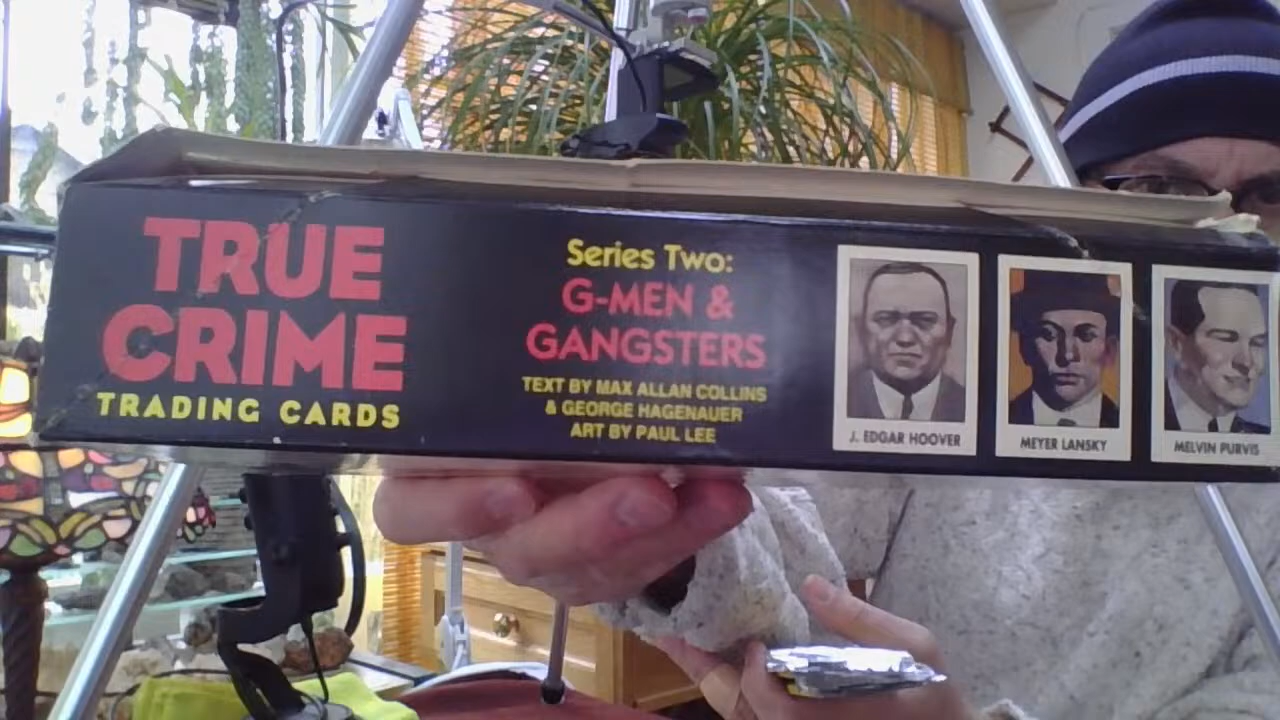 TRUE
CRIME
TRADING CARDS
Series Two:
G-MEN &
GANGSTERS
TEXT BY MAX ALLAN COLLINS
& GEORGE HAGENAUER
ART BY PAUL LEE
J. EDGAR HOOVER
MEYER LANSKY
MELVIN PURVIS